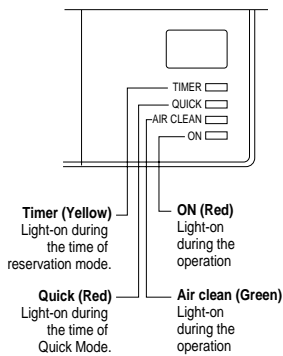 TIMER
QUICK
AIR CLEAN
ON
Timer (Yellow)
Light-on during
the time of
reservation mode.
ON (Red)
Light-on
during the
operation
Quick (Red)
Light-on during
the time of
Quick Mode.
Air clean (Green)
Light-on
during the
operation